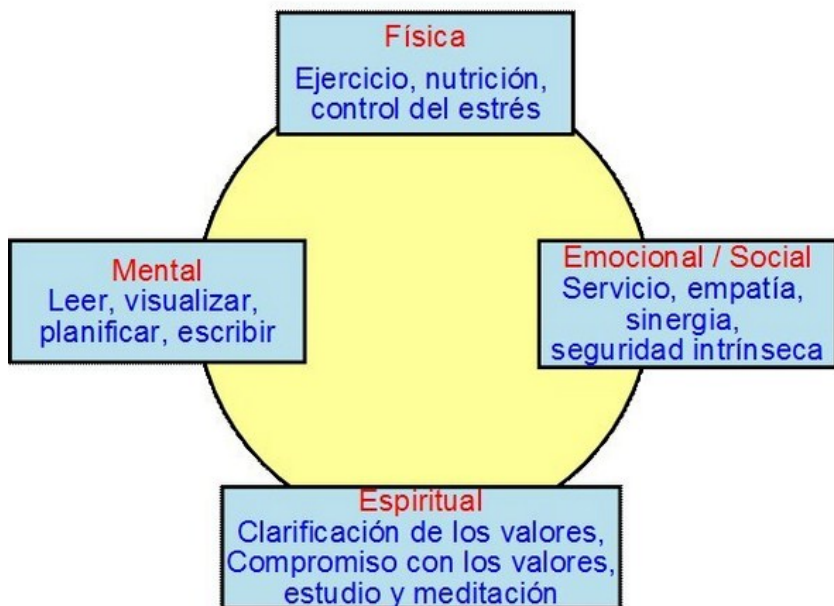 Física
Ejercicio, nutrición,
control del estrés
Mental
Leer, visualizar,
planificar, escribir
Emocional / Social
Servicio, empatía,
sinergia,
seguridad intrínseca
Espiritual
Clarificación de los valores,
Compromiso con los valores,
estudio y meditación